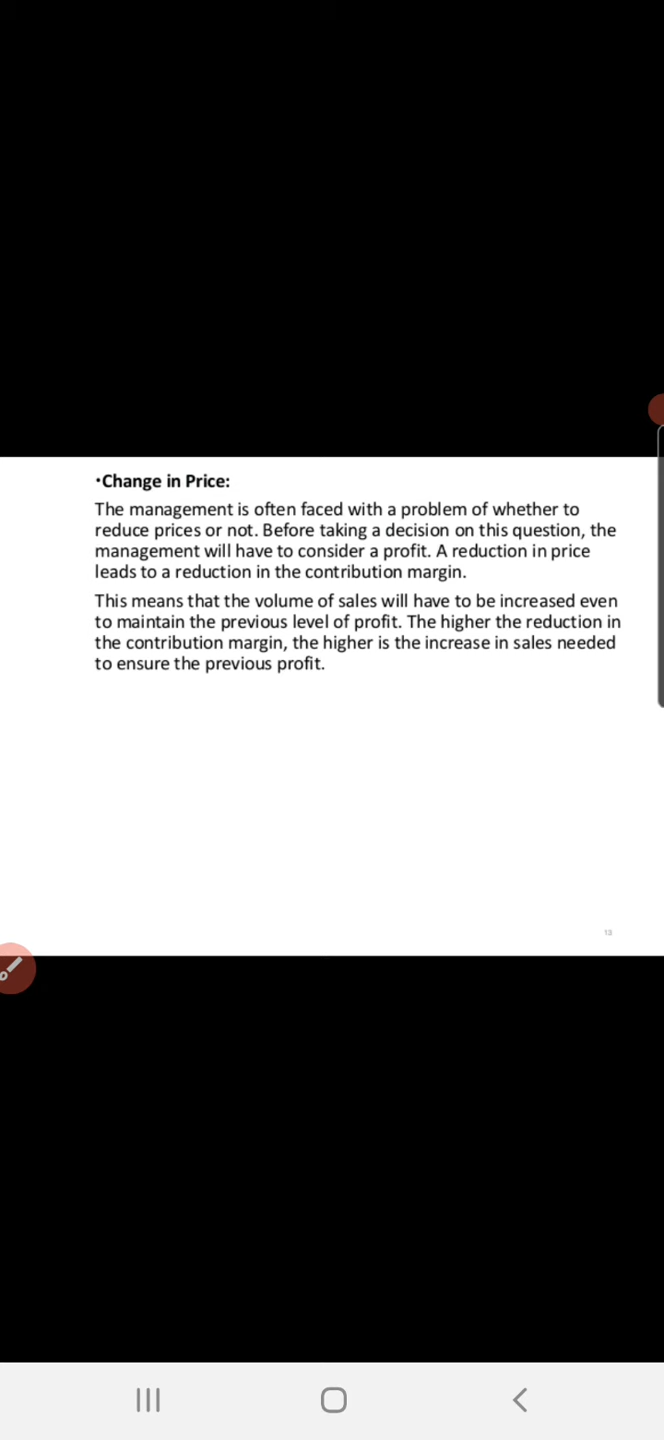 •Change in Price:
The management is often faced with a problem of whether to
reduce prices or not. Before taking a decision on this question, the
management will have to consider a profit. A reduction in price
leads to a reduction in the contribution margin.
This means that the volume of sales will have to be increased even
to maintain the previous level of profit. The higher the reduction in
the contribution margin, the higher is the increase in sales needed
to ensure the previous profit.
13